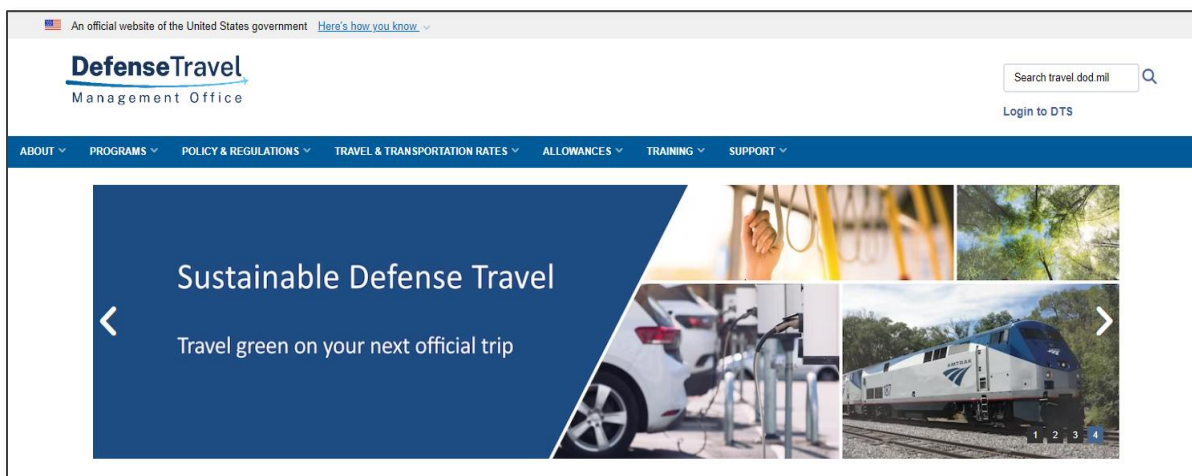 An official website of the United States government Here's how you know
DefenseTravel
Management Office
Search travel.dod.mil
Login to DTS
ABOUT PROGRAMS POLICY & REGULATIONS TRAVEL & TRANSPORTATION RATES ALLOWANCES TRAINING SUPPORT
Sustainable Defense Travel
Travel green on your next official trip
AMTRAK
1 2 3 4